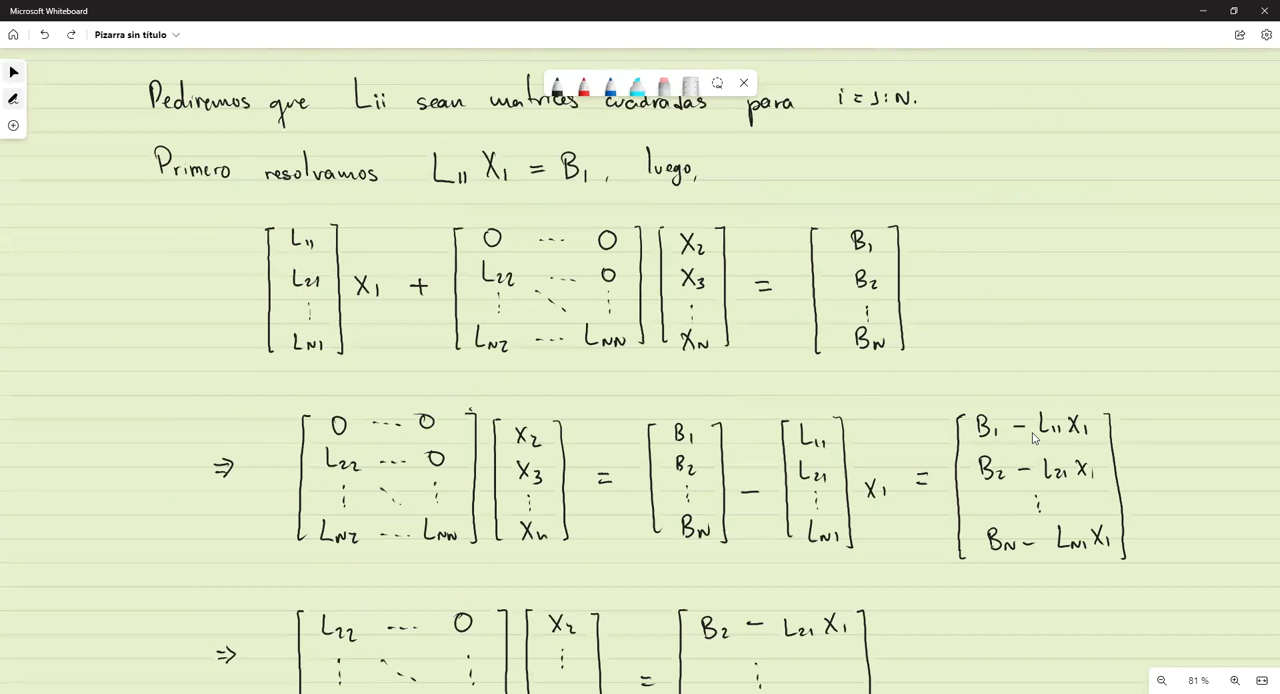 Microsoft Whiteboard
Pizarra sin título
Pediremos que Lii sean matrices cuadradas para i = 1:N.
Primero resolvamos L11 X1 = B1, luego,
[L11 L21 ⋮ LN1] X1 + [0 ... 0; L22 ... 0; ⋮ ⋱ ⋮; LN2 ... LNN] [X2 X3 ⋮ XN] = [B1 B2 ⋮ BN]
⇒ [0 ... 0; L22 ... 0; ⋮ ⋱ ⋮; LN2 ... LNN] [X2 X3 ⋮ XN] = [B1 B2 ⋮ BN] - [L11 L21 ⋮ LN1] X1 = [B1 - L11 X1; B2 - L21 X1; ⋮; BN - LN1 X1]
⇒ [L22 ... 0; ⋮ ⋱ ⋮ [X2 ⋮ = [B2 - L21 X1 ⋮
81 %